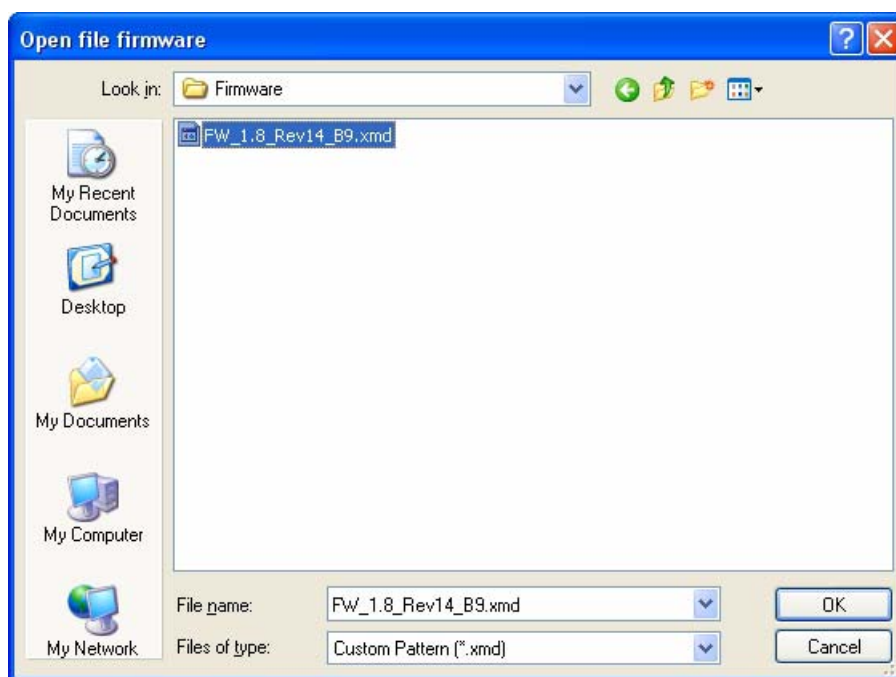 Open file firmware
Look in:
Firmware
FW_1.8_Rev14_B9.xmd
My Recent
Documents
Desktop
My Documents
My Computer
My Network
File name:
FW_1.8_Rev14_B9.xmd
OK
Files of type:
Custom Pattern (*.xmd)
Cancel